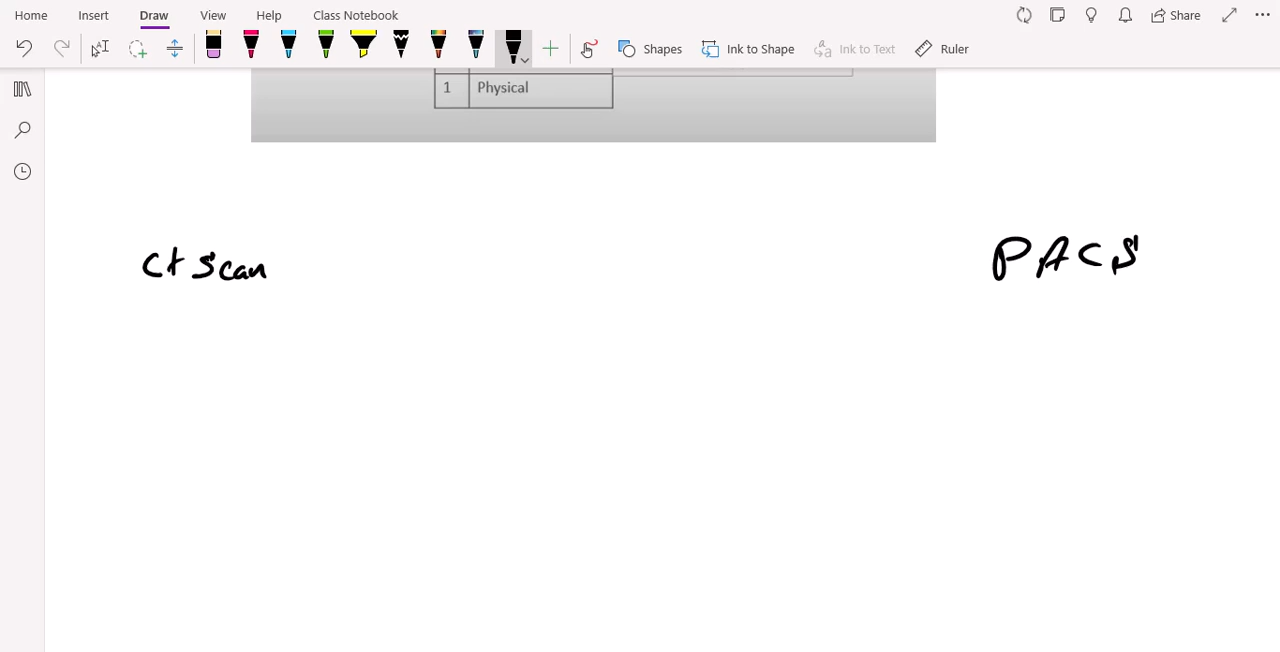 Home Insert Draw View Help Class Notebook Share
Shapes Ink to Shape Ink to Text Ruler
1 Physical
Ct Scan PACS